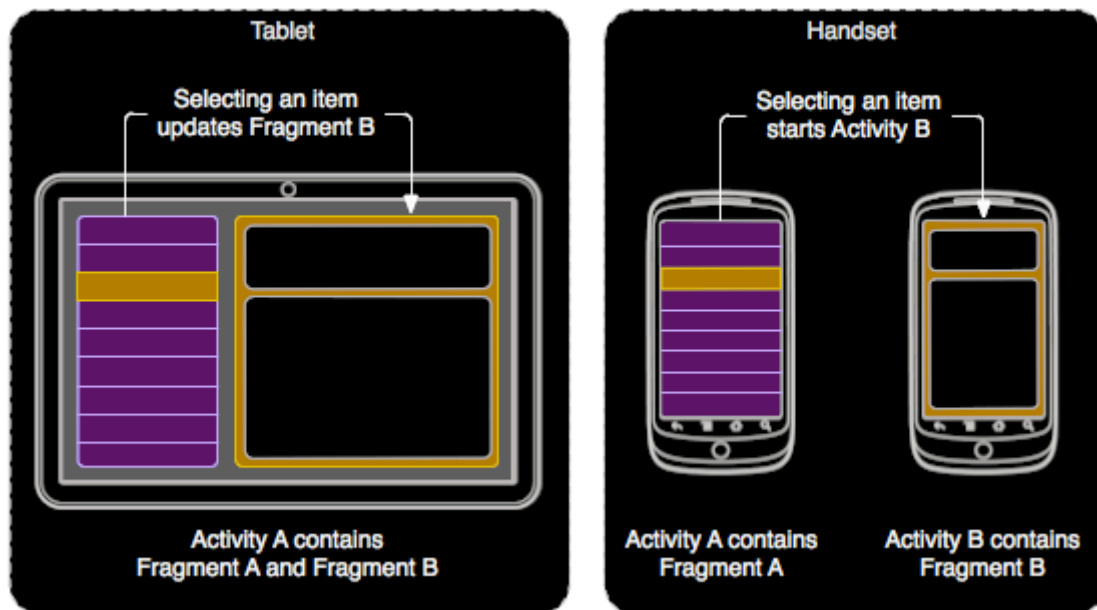 Tablet
Selecting an item
updates Fragment B
Activity A contains
Fragment A and Fragment B
Handset
Selecting an item
starts Activity B
Activity A contains
Fragment A
Activity B contains
Fragment B